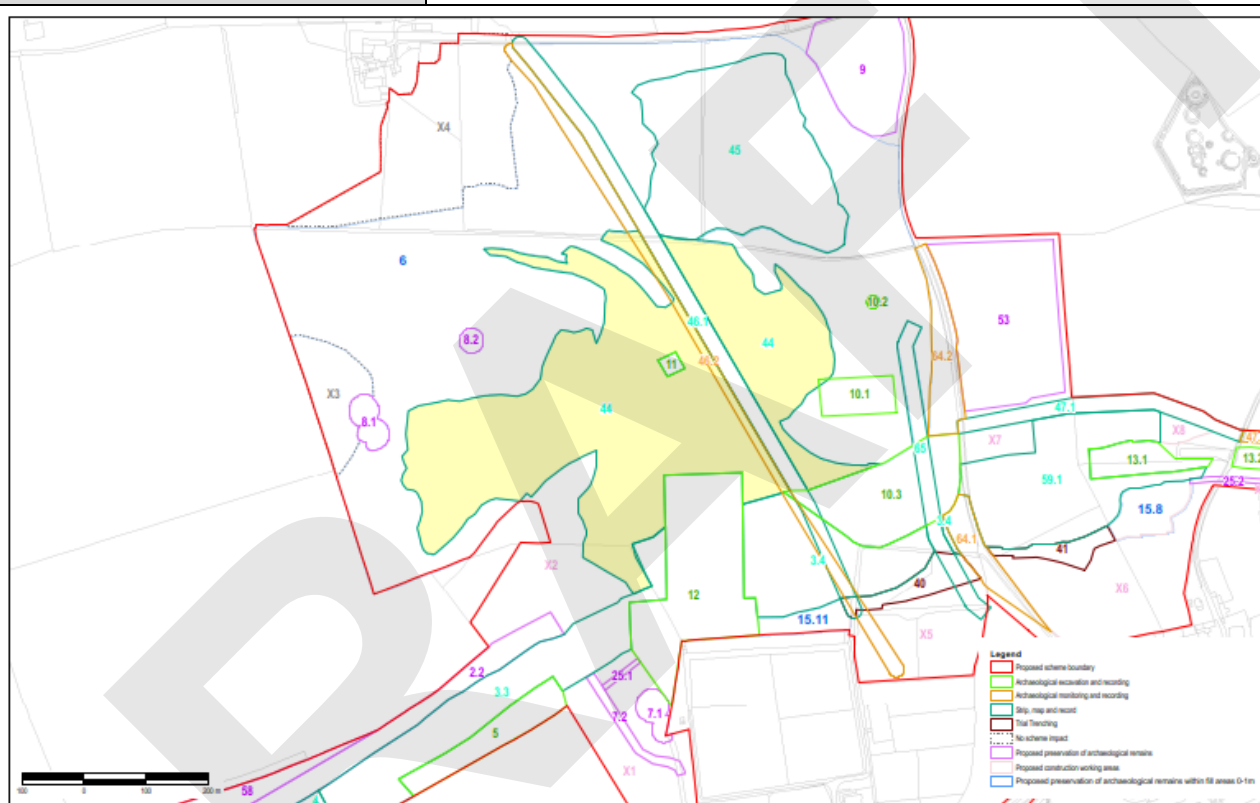 9
X4
45
6
46.1
10.2
8.2
44
53
11
46.2
64.2
10.1
X3
44
47.1
8.1
X7
X8
47.
65
13.1
13.2
10.3
59.1
25.2
15.8
3.4
64.1
41
X2
3.4
40
12
X6
15.11
X5
2.2
25.1
3.3
7.2
7.1
5
X1
58
4
100 0 100 200 m
Legend
Proposed scheme boundary
Archaeological excavation and recording
Archaeological monitoring and recording
Strip, map and record
Trial Trenching
No scheme impact
Proposed preservation of archaeological remains
Proposed construction working areas
Proposed preservation of archaeological remains within fill areas 0-1m